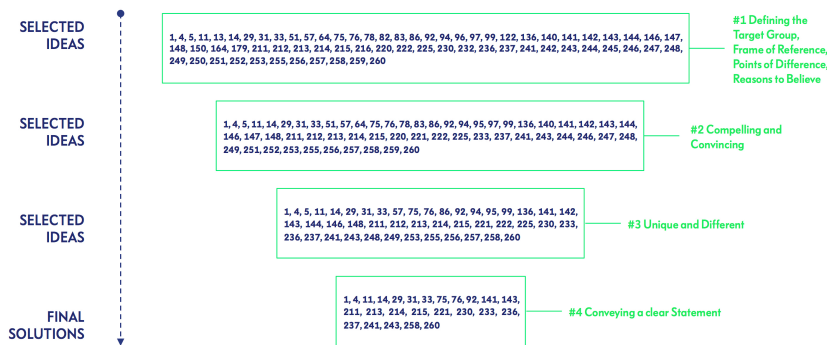 SELECTED
IDEAS
1, 4, 5, 11, 13, 14, 29, 31, 33, 51, 57, 64, 75, 76, 78, 82, 83, 86, 92, 94, 96, 97, 99, 122, 136, 140, 141, 142, 143, 144, 146, 147,
148, 150, 164, 179, 211, 212, 213, 214, 215, 216, 220, 222, 225, 230, 232, 236, 237, 241, 242, 243, 244, 245, 246, 247, 248,
249, 250, 251, 252, 253, 255, 256, 257, 258, 259, 260
#1 Defining the
Target Group,
Frame of Reference,
Points of Difference,
Reasons to Believe
SELECTED
IDEAS
1, 4, 5, 11, 14, 29, 31, 33, 51, 57, 64, 75, 76, 78, 83, 86, 92, 94, 95, 97, 99, 136, 140, 141, 142, 143, 144,
146, 147, 148, 211, 212, 213, 214, 215, 220, 221, 222, 225, 233, 237, 241, 243, 244, 246, 247, 248,
249, 251, 252, 253, 255, 256, 257, 258, 259, 260
#2 Compelling and
Convincing
SELECTED
IDEAS
1, 4, 5, 11, 14, 29, 31, 33, 57, 75, 76, 86, 92, 94, 95, 99, 136, 141, 142,
143, 144, 146, 148, 211, 212, 213, 214, 215, 221, 222, 225, 230, 233,
236, 237, 241, 243, 248, 249, 253, 255, 256, 257, 258, 260
#3 Unique and Different
FINAL
SOLUTIONS
1, 4, 11, 14, 29, 31, 33, 75, 76, 92, 141, 143,
211, 213, 214, 215, 221, 230, 233, 236,
237, 241, 243, 258, 260
#4 Conveying a clear Statement